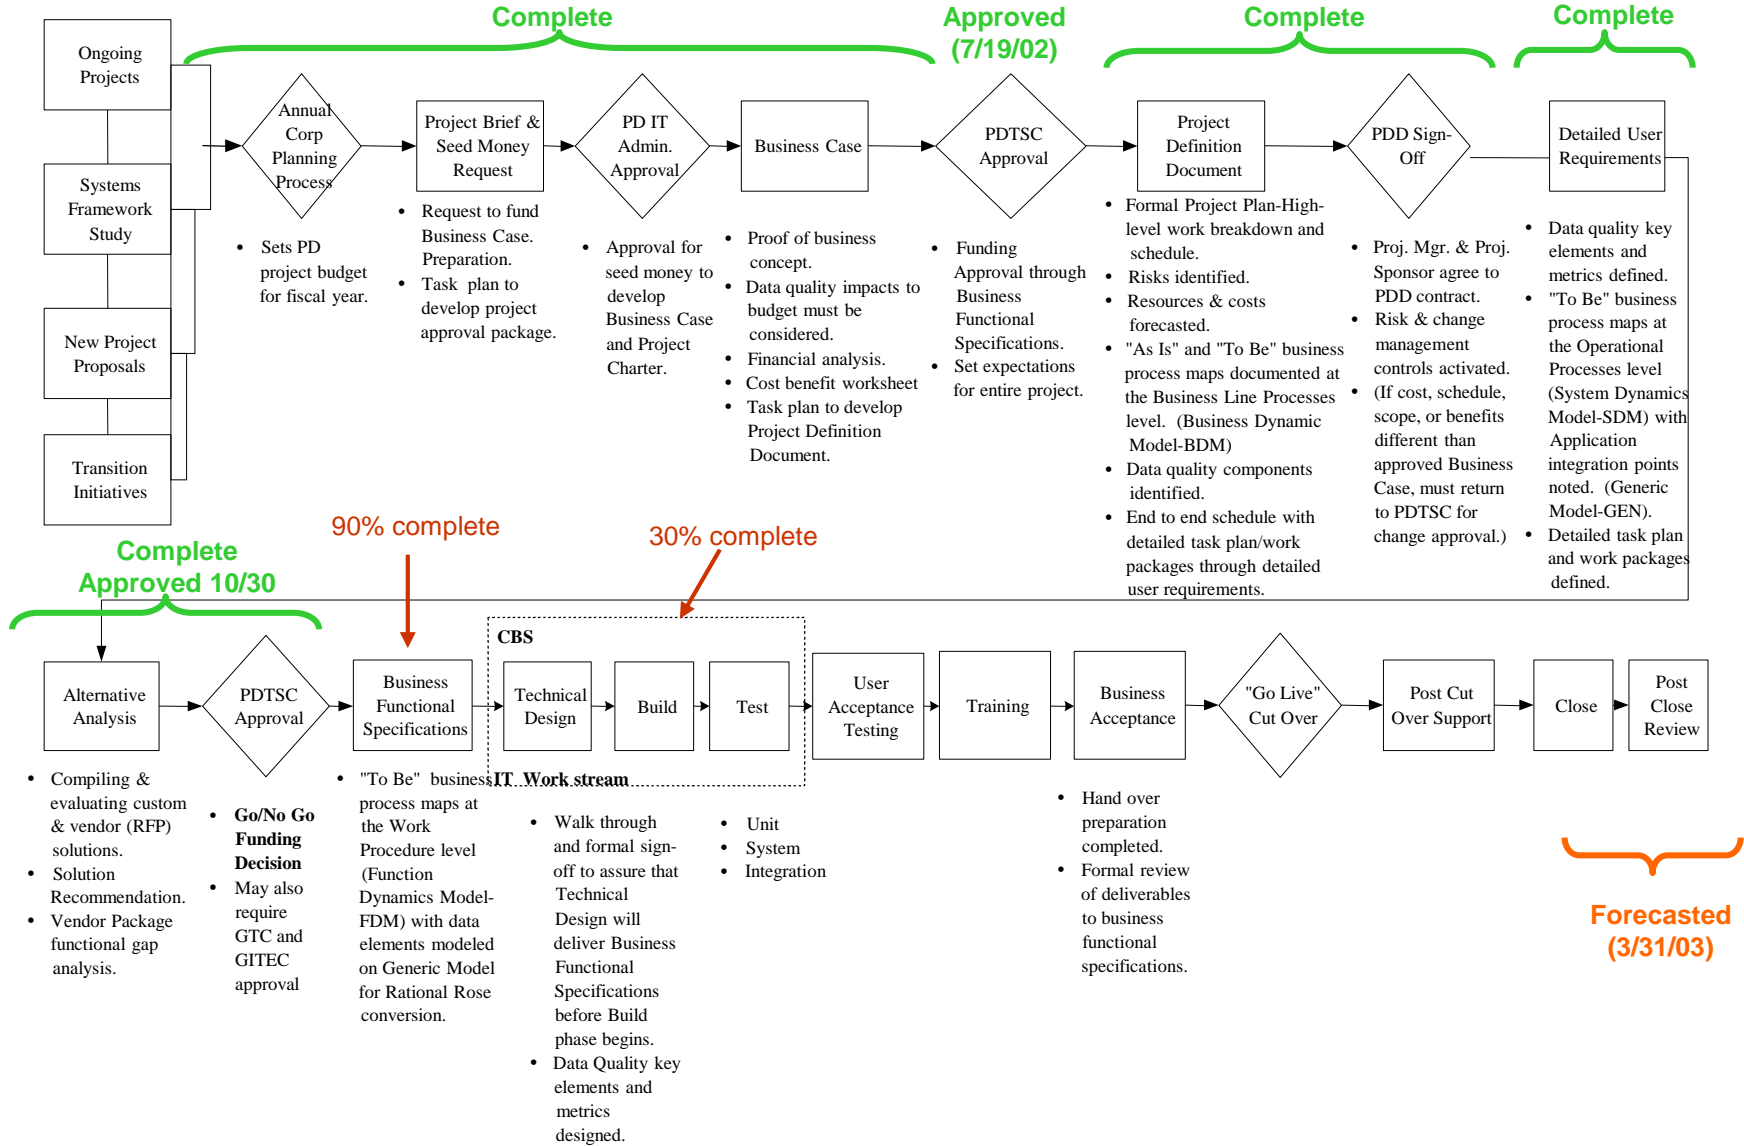 Complete
Approved
(7/19/02)
Complete
Complete
Ongoing
Projects
Systems
Framework
Study
New Project
Proposals
Transition
Initiatives
Annual
Corp
Planning
Process
Project Brief &
Seed Money
Request
PD IT
Admin.
Approval)
Business Case
PDTSC
Approval
Project
Definition
Document
PDD Sign-
Off
Detailed User
Requirements
• Sets PD
project budget
for fiscal year.
• Request to fund
Business Case.
Preparation.
• Task plan to
develop project
approval package.
• Approval for
seed money to
develop
Business Case
and Project
Charter.
• Proof of business
concept.
• Data quality impacts to
budget must be
considered.
• Financial analysis.
• Cost benefit worksheet
• Task plan to develop
Project Definition
Document.
• Funding
Approval through
Business
Functional
Specifications.
• Set expectations
for entire project.
• Formal Project Plan-High-
level work breakdown and
schedule.
• Risks identified.
• Resources & costs
forecasted.
• "As Is" and "To Be" business
process maps documented at
the Business Line Processes
level. (Business Dynamic
Model-BDM)
• Data quality components
identified.
• End to end schedule with
detailed task plan/work
packages through detailed
user requirements.
• Proj. Mgr. & Proj.
Sponsor agree to
PDD contract.
• Risk & change
management
controls activated.
• (If cost, schedule,
scope, or benefits
different than
approved Business
Case, must return
to PDTSC for
change approval.)
• Data quality key
elements and
metrics defined.
• "To Be" business
process maps at
the Operational
Processes level
(System Dynamics
Model-SDM) with
Application
integration points
noted. (Generic
Model-GEN).
• Detailed task plan
and work packages
defined.
Complete
Approved 10/30
90% complete
30% complete
CBS
Alternative
Analysis
PDTSC
Approval
Business
Functional
Specifications
Technical
Design
Build
Test
User
Acceptance
Testing
Training
Business
Acceptance
"Go Live"
Cut Over
Post Cut
Over Support
Close
Post
Close
Review
IT Work stream
• Compiling &
evaluating custom
& vendor (RFP)
solutions.
• Solution
Recommendation.
• Vendor Package
functional gap
analysis.
• Go/No Go
Funding
Decision
• May also
require
GTC and
GITEC
approval
• "To Be" business
process maps at
the Work
Procedure level
(Function
Dynamics Model-
FDM) with data
elements modeled
on Generic Model
for Rational Rose
conversion.
• Walk through
and formal sign-
off to assure that
Technical
Design will
deliver Business
Functional
Specifications
before Build
phase begins.
• Data Quality key
elements and
metrics
designed.
• Unit
• System
• Integration
• Hand over
preparation
completed.
• Formal review
of deliverables
to business
functional
specifications.
Forecasted
(3/31/03)